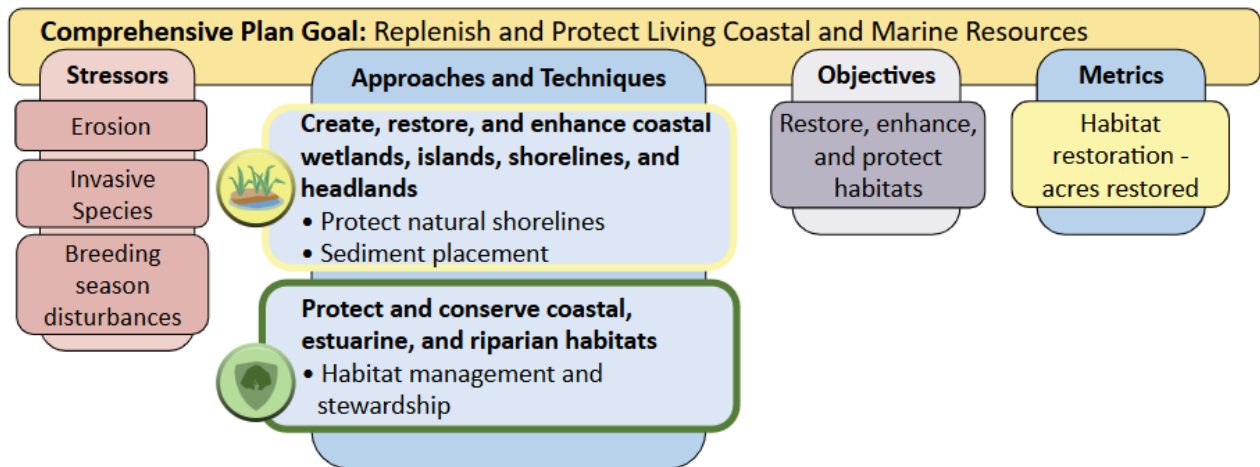 Comprehensive Plan Goal: Replenish and Protect Living Coastal and Marine Resources
Stressors
Erosion
Invasive
Species
Breeding
season
disturbances
Approaches and Techniques
Create, restore, and enhance coastal
wetlands, islands, shorelines, and
headlands
• Protect natural shorelines
• Sediment placement
Protect and conserve coastal,
estuarine, and riparian habitats
• Habitat management and
stewardship
Objectives
Restore, enhance,
and protect
habitats
Metrics
Habitat
restoration -
acres restored